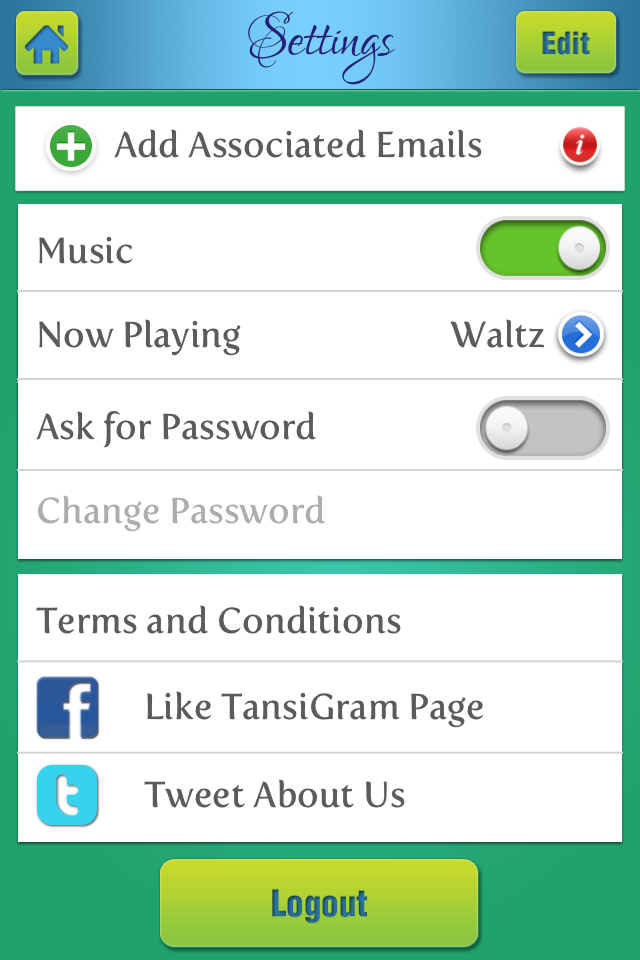 Settings
Edit
Add Associated Emails
i
Music
Now Playing
Waltz
Ask for Password
Change Password
Terms and Conditions
f
Like TansiGram Page
t
Tweet About Us
Logout